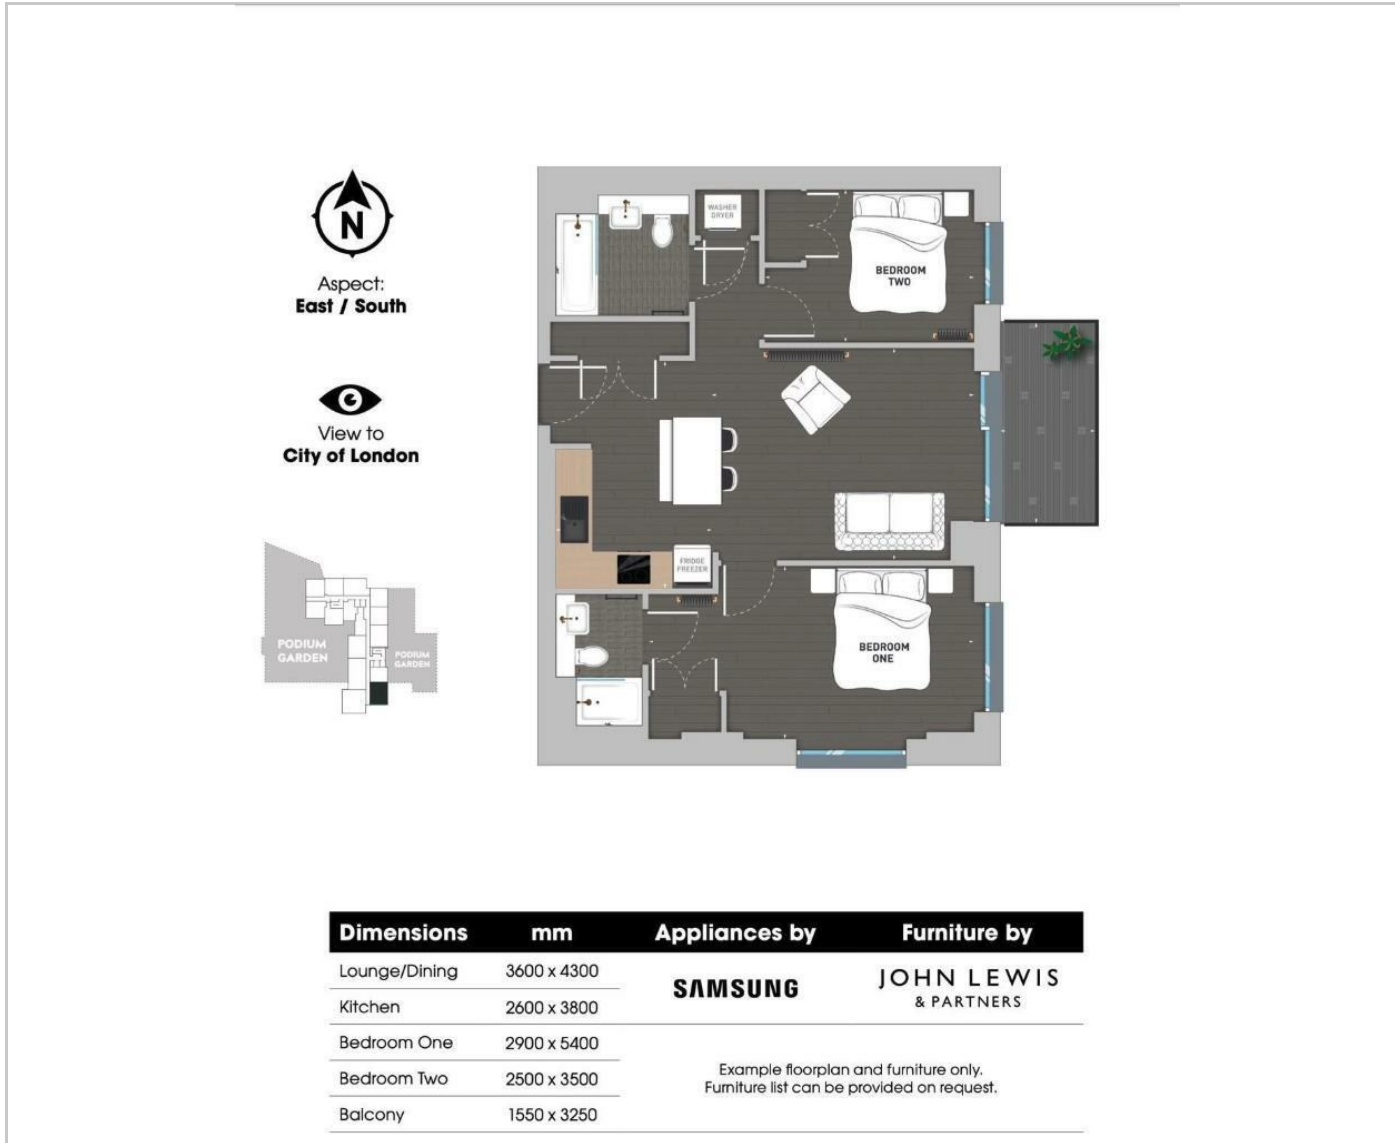 N
Aspect:
East / South
View to
City of London
PODIUM
GARDEN
PODIUM
GARDEN
WASHER
DRYER
BEDROOM
TWO
FRIDGE
FREEZER
BEDROOM
ONE
Dimensions mm Appliances by Furniture by
Lounge/Dining 3600 x 4300
Kitchen 2600 x 3800
Bedroom One 2900 x 5400
Bedroom Two 2500 x 3500
Balcony 1550 x 3250
SAMSUNG
JOHN LEWIS
& PARTNERS
Example floorplan and furniture only.
Furniture list can be provided on request.